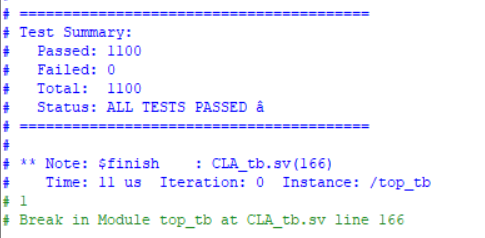 # ========================================
# Test Summary:
#   Passed: 1100
#   Failed: 0
#   Total:  1100
#   Status: ALL TESTS PASSED â
# ========================================
#
# ** Note: $finish    : CLA_tb.sv(166)
#    Time: 11 us  Iteration: 0  Instance: /top_tb
# 1
# Break in Module top_tb at CLA_tb.sv line 166